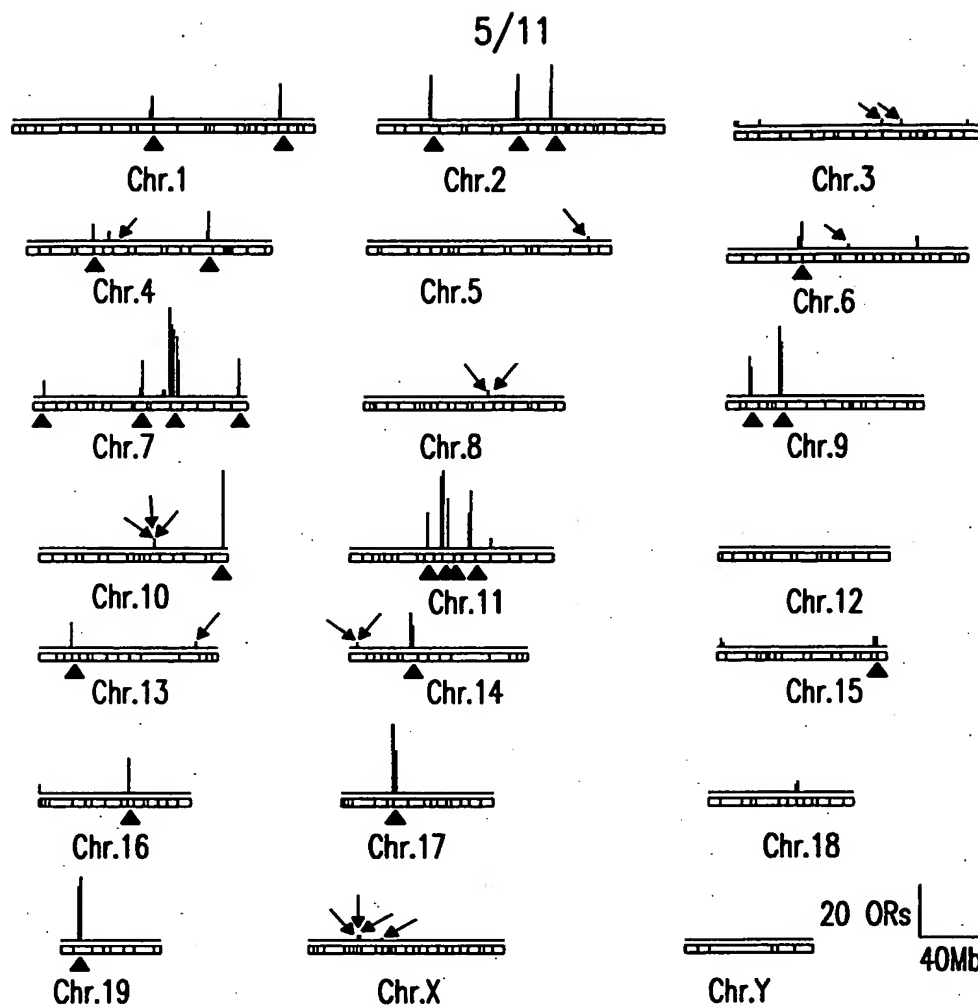 5/11
Chr.1 Chr.2 Chr.3
Chr.4 Chr.5 Chr.6
Chr.7 Chr.8 Chr.9
Chr.10 Chr.11 Chr.12
Chr.13 Chr.14 Chr.15
Chr.16 Chr.17 Chr.18
20 ORs
40Mb
Chr.19 Chr.X Chr.Y